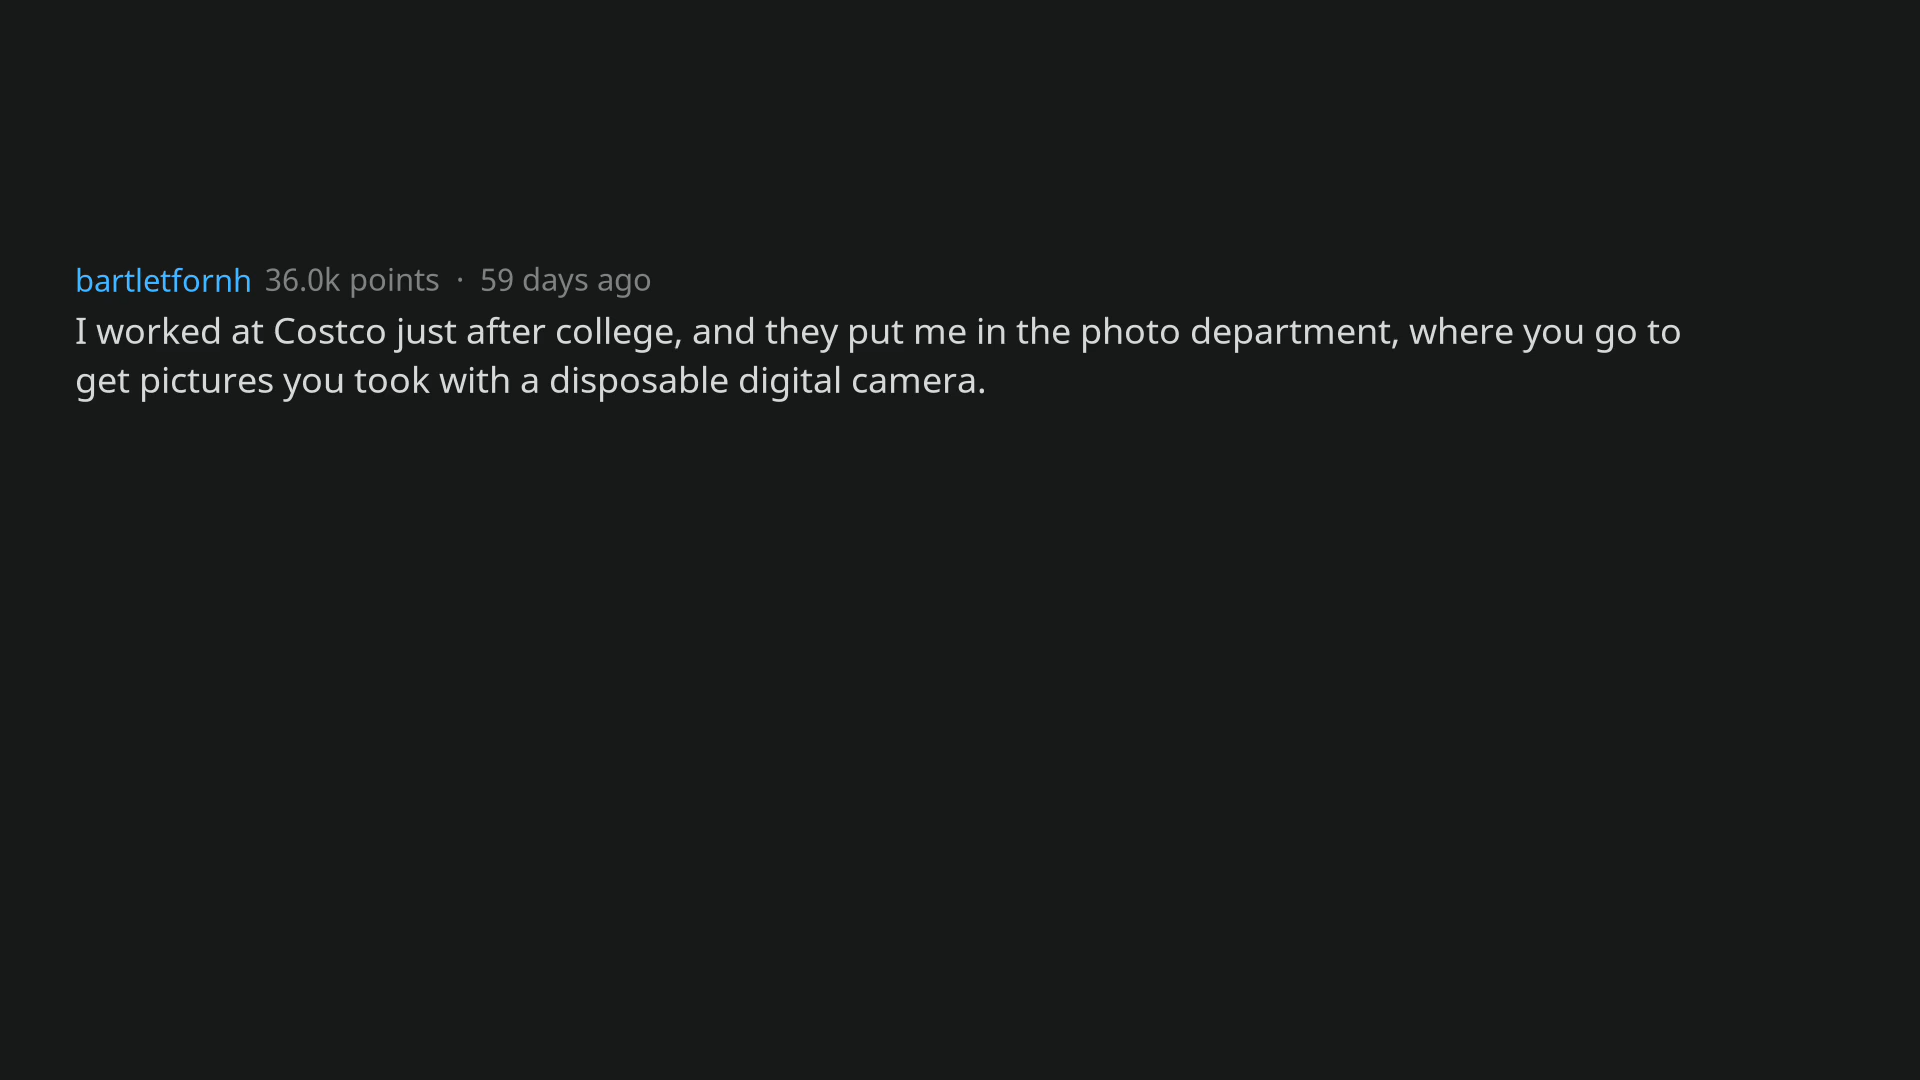 bartletfornh 36.0k points · 59 days ago
I worked at Costco just after college, and they put me in the photo department, where you go to
get pictures you took with a disposable digital camera.